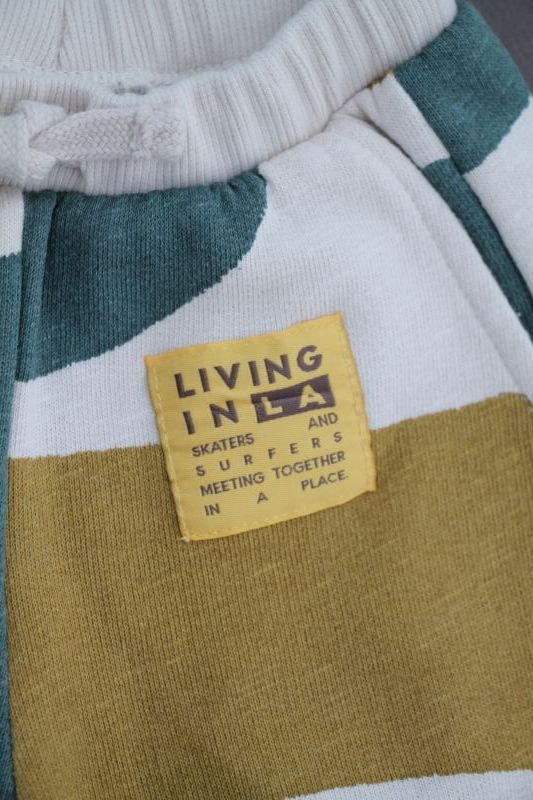 LIVING
IN LA
SKATERS AND
SURFERS
MEETING TOGETHER
IN A PLACE.